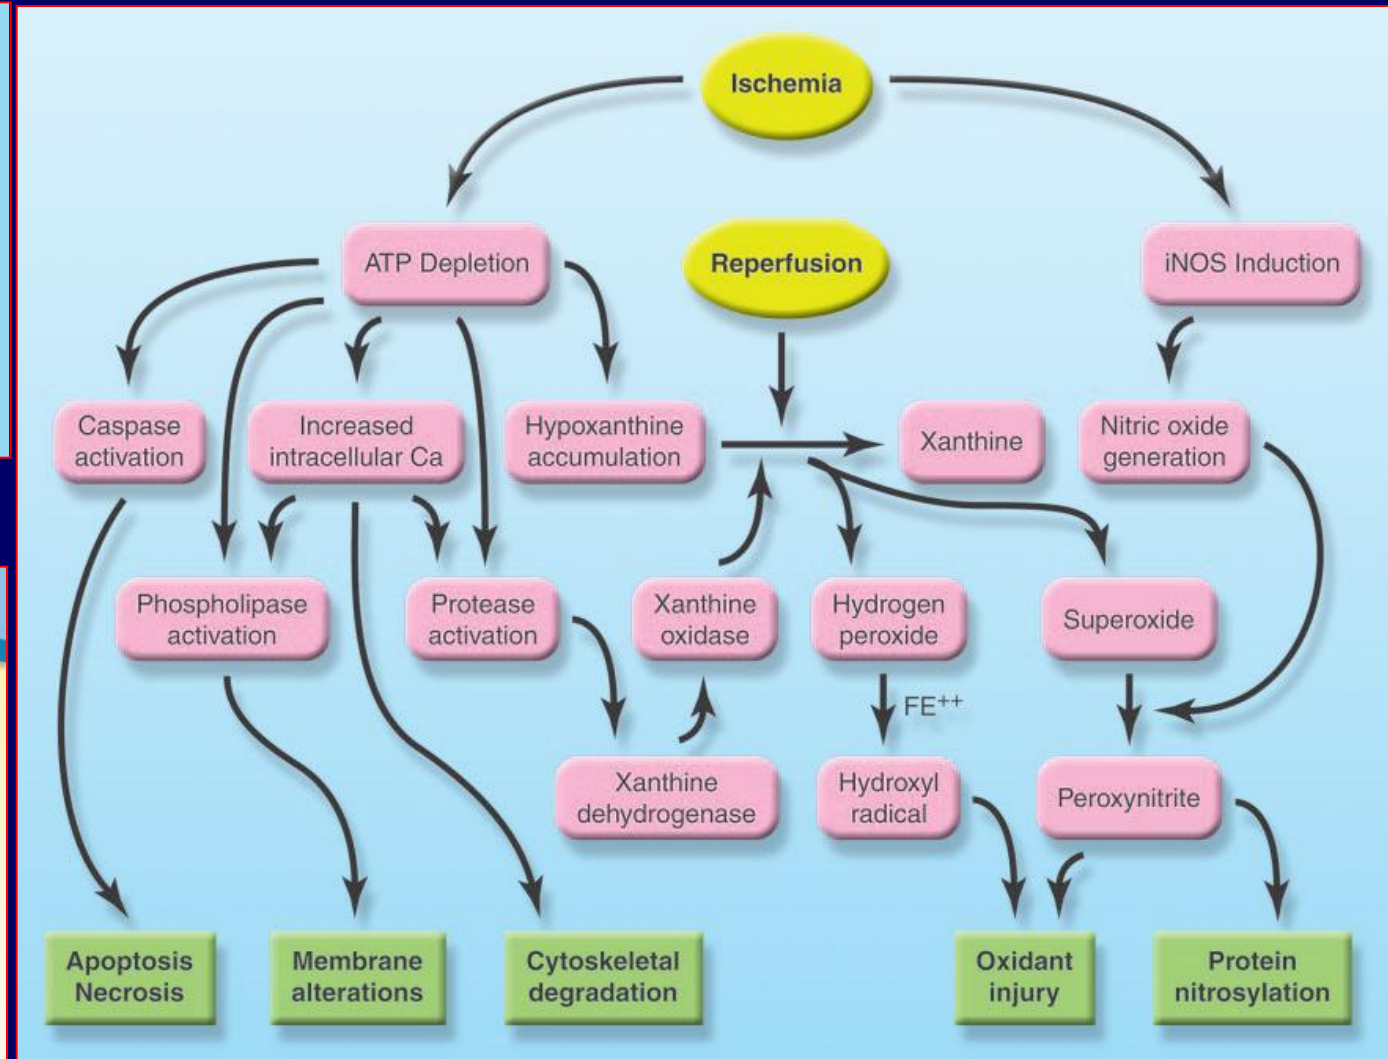 Ischemia
ATP Depletion
Reperfusion
iNOS Induction
Caspase
activation
Increased
intracellular Ca
Hypoxanthine
accumulation
Xanthine
Nitric oxide
generation
Phospholipase
activation
Protease
activation
Xanthine
oxidase
Hydrogen
peroxide
Superoxide
FE++
Xanthine
dehydrogenase
Hydroxyl
radical
Peroxynitrite
Apoptosis
Necrosis
Membrane
alterations
Cytoskeletal
degradation
Oxidant
injury
Protein
nitrosylation